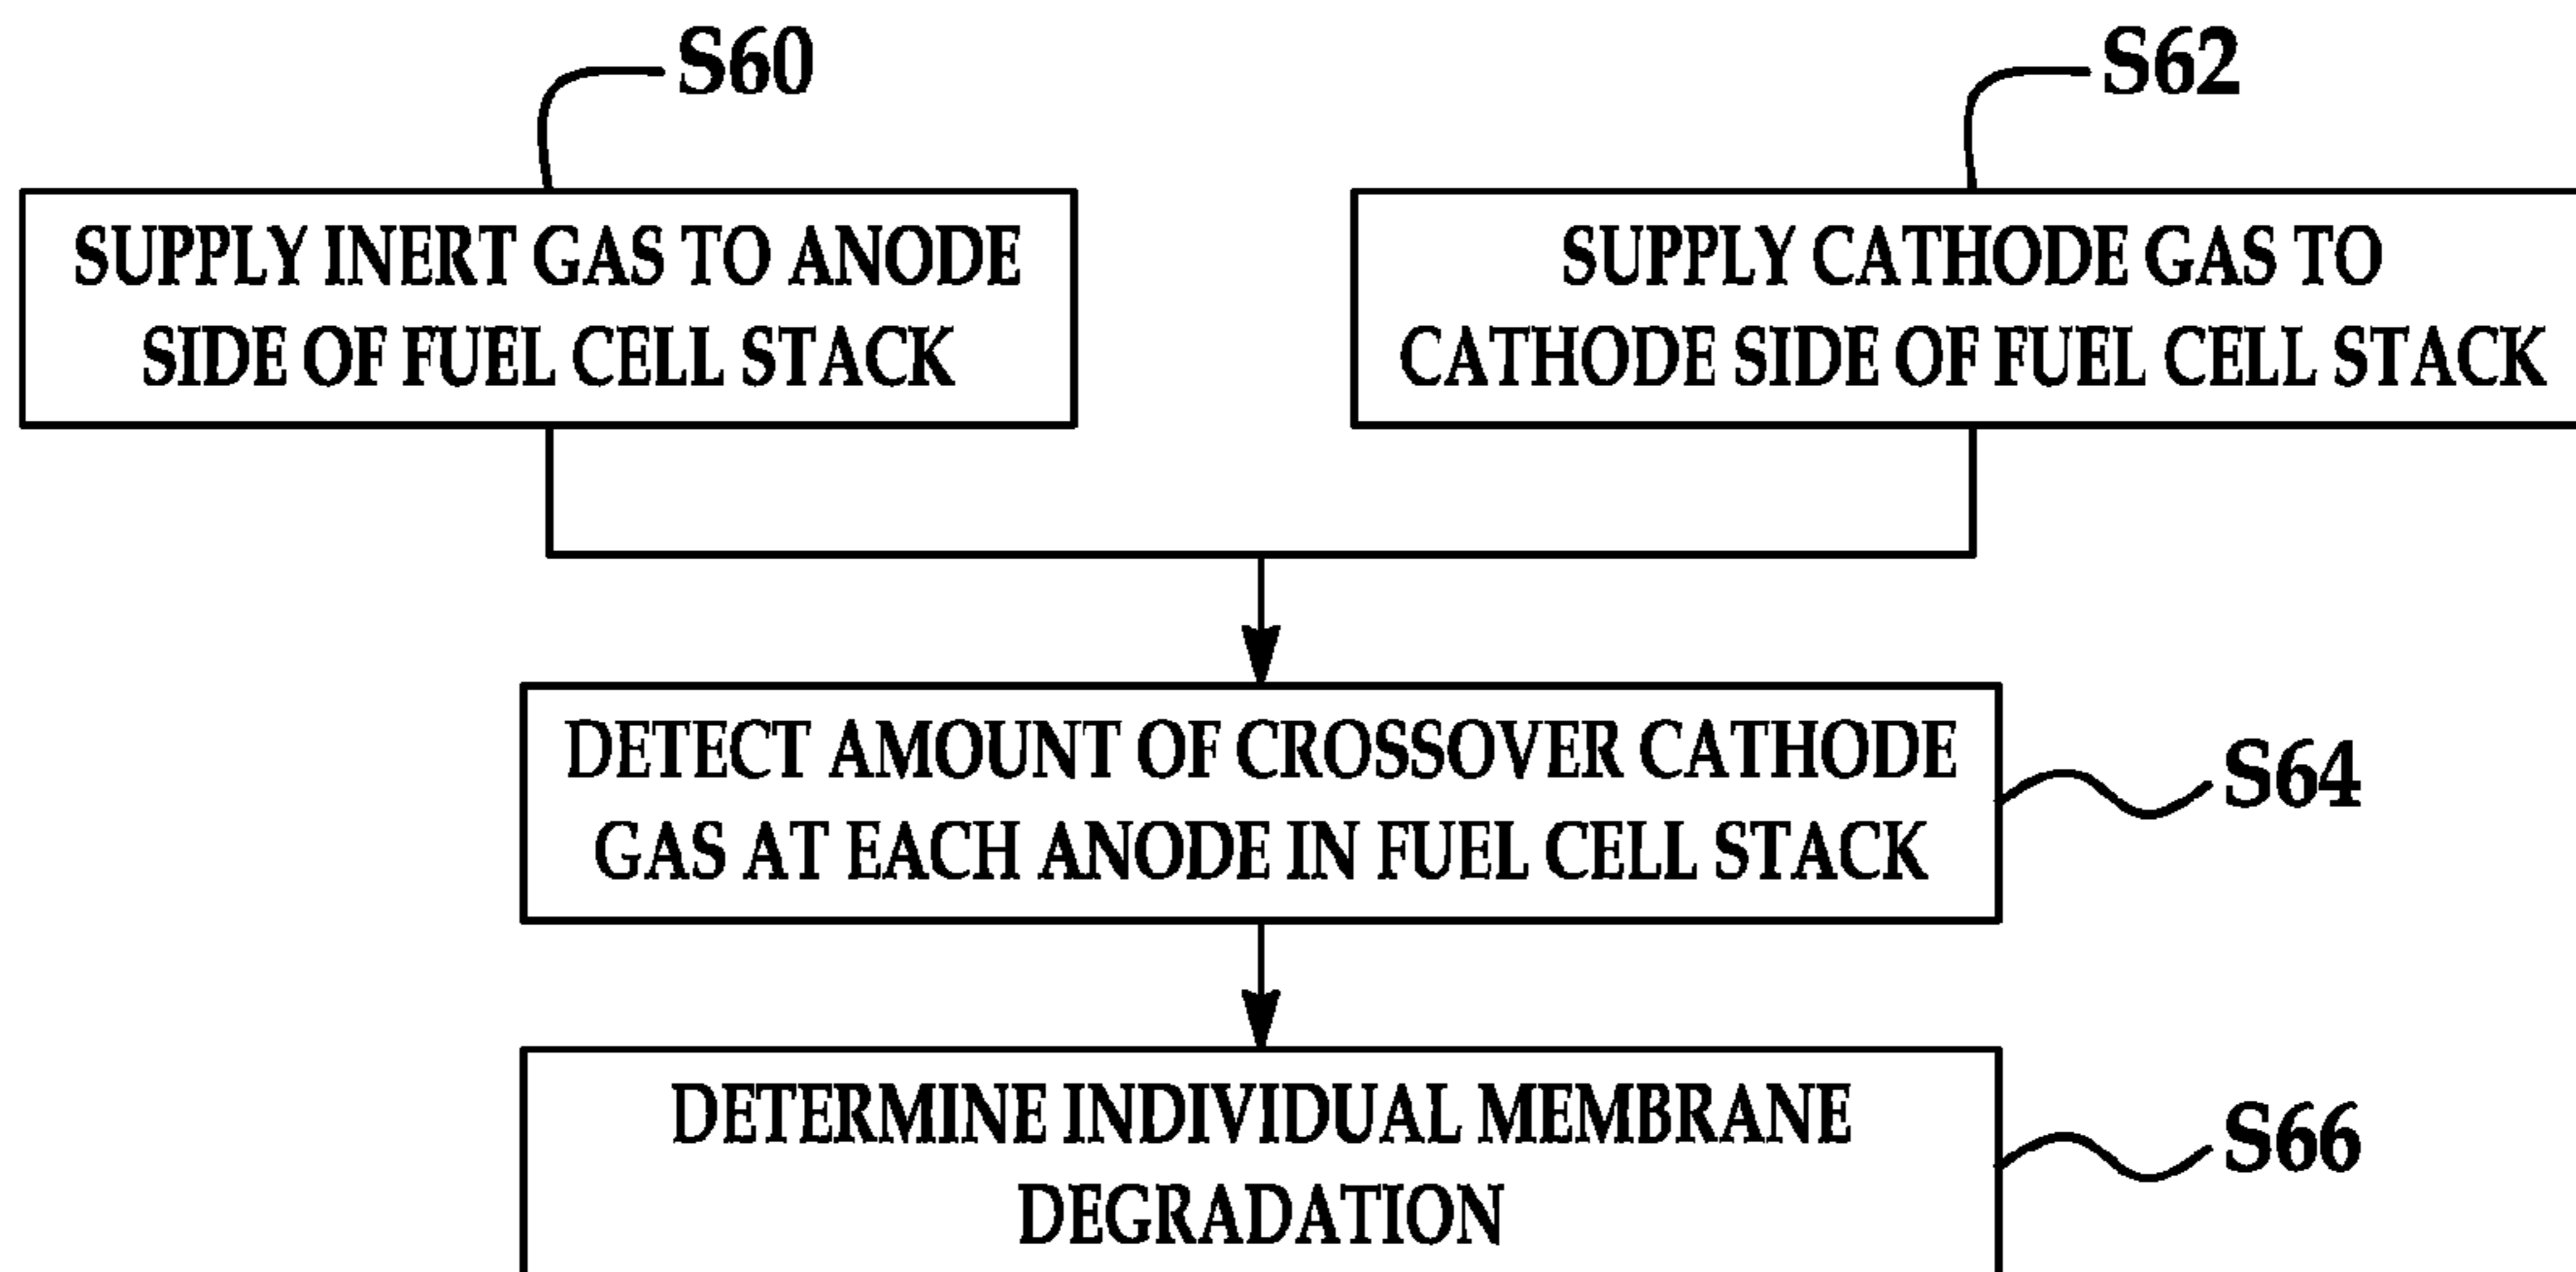 S60
S62
SUPPLY INERT GAS TO ANODE
SIDE OF FUEL CELL STACK
SUPPLY CATHODE GAS TO
CATHODE SIDE OF FUEL CELL STACK
DETECT AMOUNT OF CROSSOVER CATHODE
GAS AT EACH ANODE IN FUEL CELL STACK
S64
DETERMINE INDIVIDUAL MEMBRANE
DEGRADATION
S66